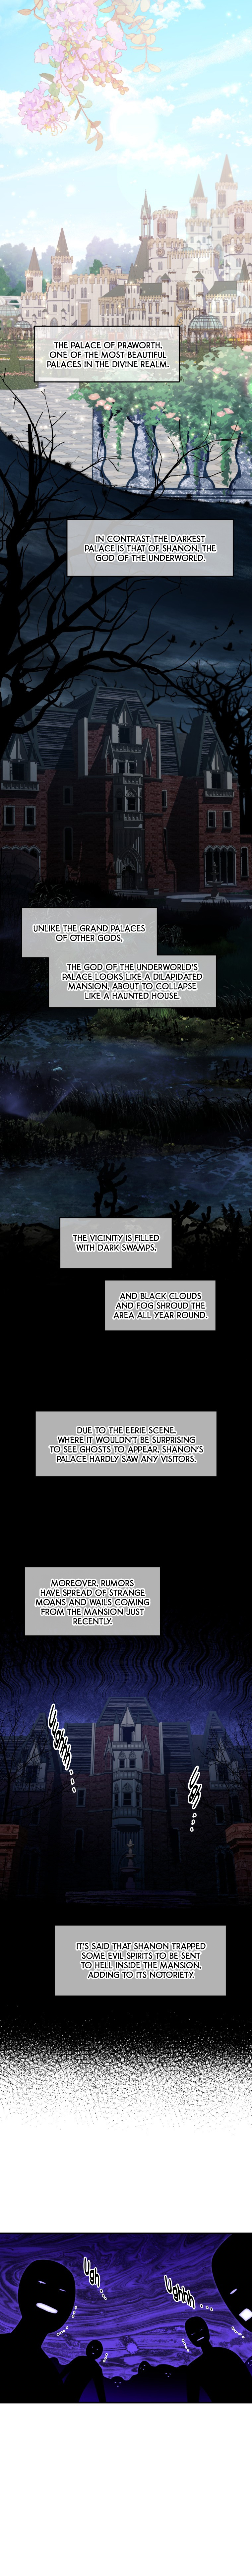 THE PALACE OF PRAWORTH,
ONE OF THE MOST BEAUTIFUL
PALACES IN THE DIVINE REALM.
IN CONTRAST, THE DARKEST
PALACE IS THAT OF SHANON, THE
GOD OF THE UNDERWORLD.
UNLIKE THE GRAND PALACES
OF OTHER GODS,
THE GOD OF THE UNDERWORLD'S
PALACE LOOKS LIKE A DILAPIDATED
MANSION, ABOUT TO COLLAPSE
LIKE A HAUNTED HOUSE.
THE VICINITY IS FILLED
WITH DARK SWAMPS,
AND BLACK CLOUDS
AND FOG SHROUD THE
AREA ALL YEAR ROUND.
DUE TO THE EERIE SCENE,
WHERE IT WOULDN'T BE SURPRISING
TO SEE GHOSTS TO APPEAR, SHANON'S
PALACE HARDLY SAW ANY VISITORS.
MOREOVER, RUMORS
HAVE SPREAD OF STRANGE
MOANS AND WAILS COMING
FROM THE MANSION JUST
RECENTLY.
Ughhh...
Ugh...
IT'S SAID THAT SHANON TRAPPED
SOME EVIL SPIRITS TO BE SENT
TO HELL INSIDE THE MANSION,
ADDING TO ITS NOTORIETY.
Ugh...
Ughhh...